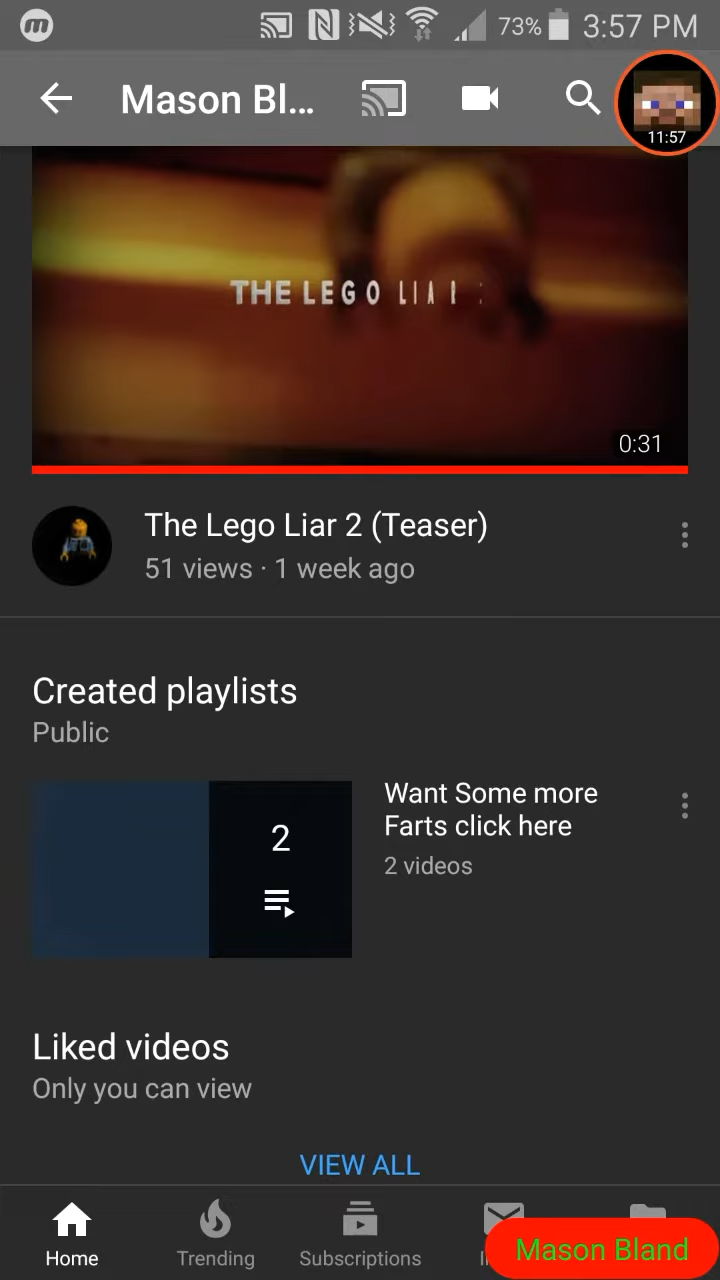 73% 3:57 PM
Mason Bl...
11:57
THE LEGO LIAR
0:31
The Lego Liar 2 (Teaser)
51 views · 1 week ago
Created playlists
Public
2
Want Some more
Farts click here
2 videos
Liked videos
Only you can view
VIEW ALL
Home
Trending
Subscriptions
Mason Bland